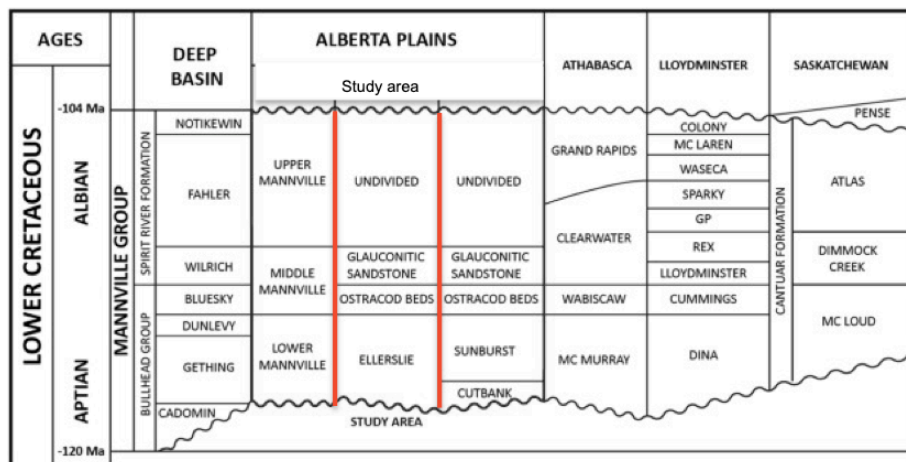 AGES
DEEP
BASIN
ALBERTA PLAINS
Study area
ATHABASCA
LLOYDMINSTER
SASKATCHEWAN
LOWER CRETACEOUS
ALBIAN
APTIAN
-104 Ma
-120 Ma
MANNVILLE GROUP
SPIRIT RIVER FORMATION
BULLHEAD GROUP
NOTIKEWIN
FAHLER
WILRICH
BLUESKY
DUNLEVY
GETHING
CADOMIN
UPPER
MANNVILLE
MIDDLE
MANNVILLE
LOWER
MANNVILLE
UNDIVIDED
GLAUCONITIC
SANDSTONE
OSTRACOD BEDS
ELLERSLIE
UNDIVIDED
GLAUCONITIC
SANDSTONE
OSTRACOD BEDS
SUNBURST
CUTBANK
STUDY AREA
GRAND RAPIDS
CLEARWATER
WABISCAW
MC MURRAY
COLONY
MC LAREN
WASECA
SPARKY
GP
REX
LLOYDMINSTER
CUMMINGS
DINA
CANTUAR FORMATION
PENSE
ATLAS
DIMMOCK
CREEK
MC LOUD